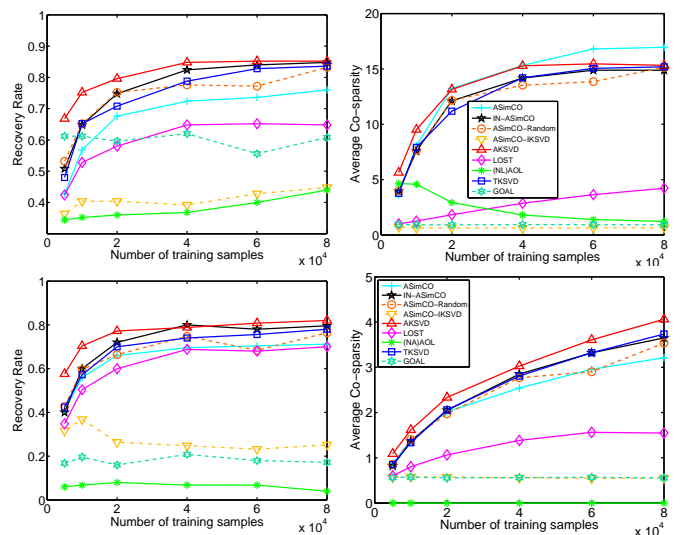 1
0.9
0.8
0.7
0.6
0.5
0.4
Recovery Rate
0
2
4
6
8
Number of training samples
x 10^4
20
15
10
5
0
Average Co−sparsity
ASimCO
IN−ASimCO
ASimCO−Random
ASimCO−IKSVD
AKSVD
LOST
(NL)AOL
TKSVD
GOAL
0
2
4
6
8
Number of training samples
x 10^4
1
0.8
0.6
0.4
0.2
0
Recovery Rate
0
2
4
6
8
Number of training samples
x 10^4
5
4
3
2
1
0
Average Co−sparsity
ASimCO
IN−ASimCO
ASimCO−Random
ASimCO−IKSVD
AKSVD
LOST
(NA)AOL
TKSVD
GOAL
0
2
4
6
8
Number of training samples
x 10^4